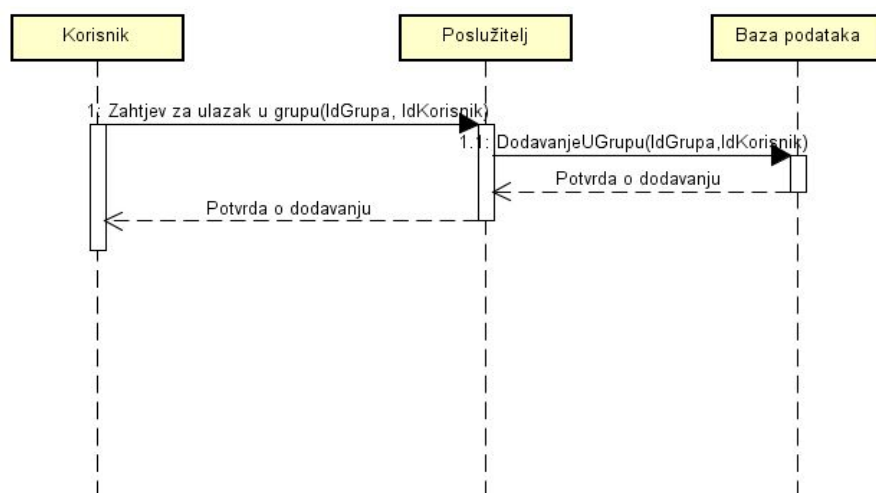 Korisnik
Poslužitelj
Baza podataka
1: Zahtjev za ulazak u grupu(IdGrupa, IdKorisnik)
1.1: DodavanjeUGrupu(IdGrupa,IdKorisnik)
Potvrda o dodavanju
Potvrda o dodavanju